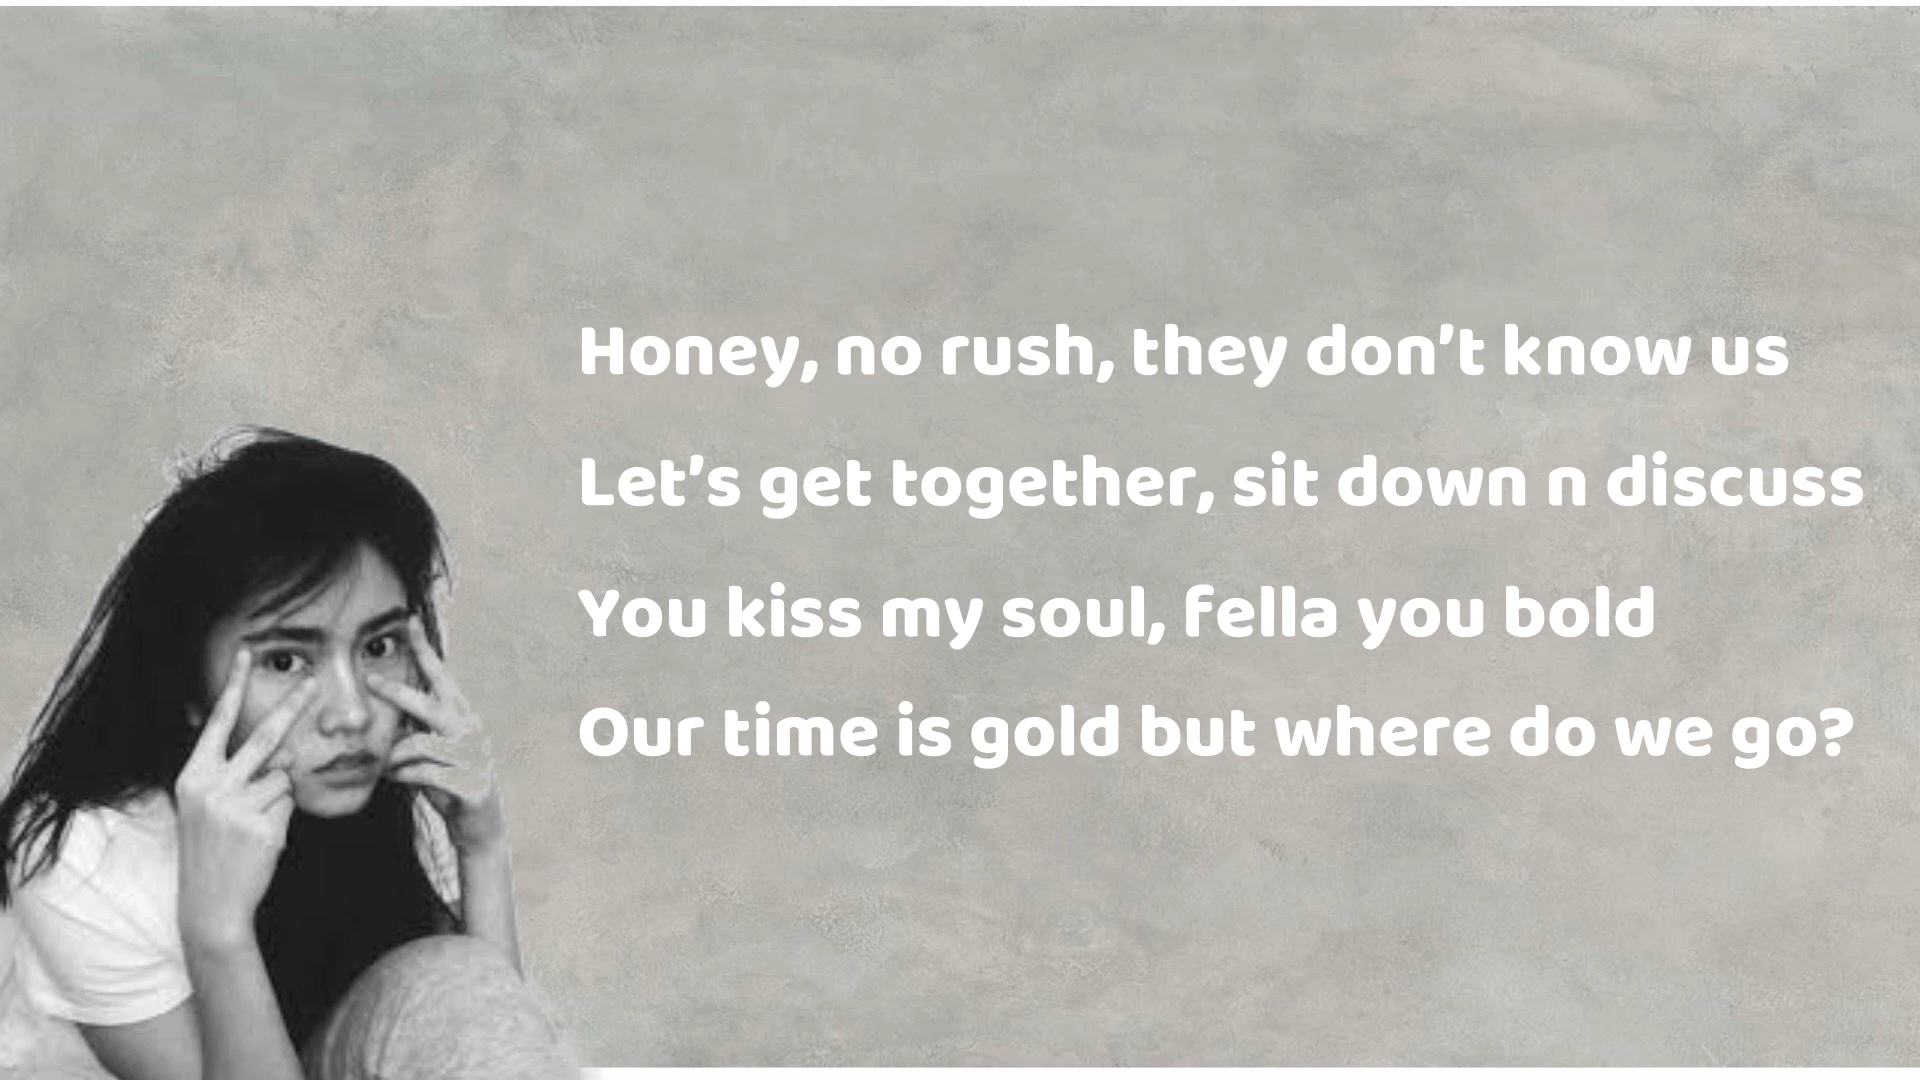 Honey, no rush, they don’t know us
Let’s get together, sit down n discuss
You kiss my soul, fella you bold
Our time is gold but where do we go?